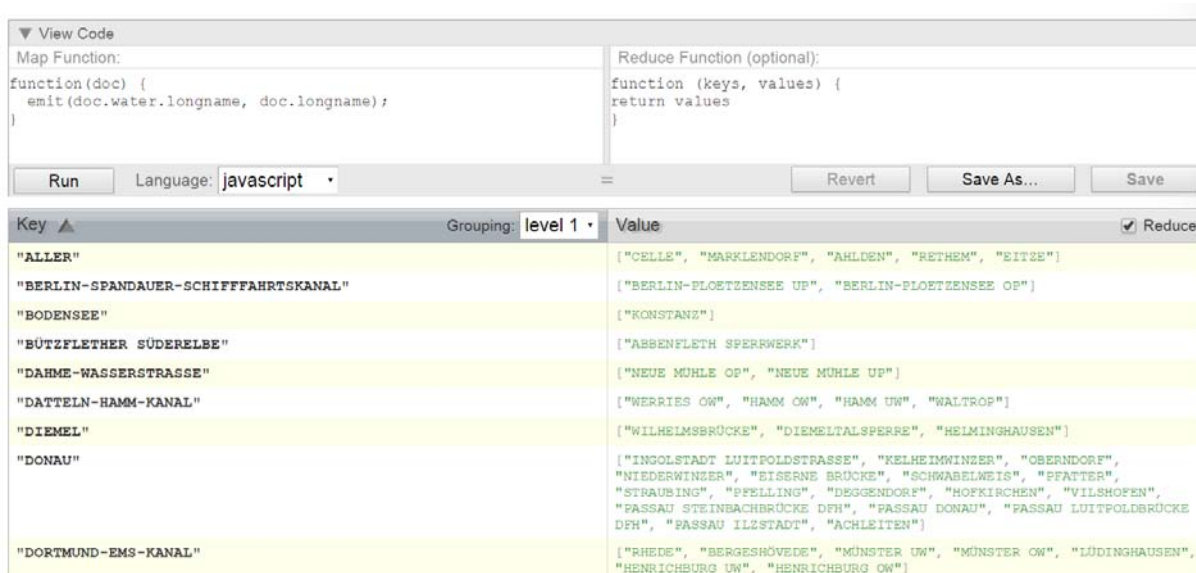 ▼ View Code
Map Function:
Reduce Function (optional):
function(doc) {
  emit(doc.water.longname, doc.longname);
}
function (keys, values) {
return values
}
Run Language: javascript
Revert Save As... Save
Key Grouping: level 1 Value Reduce
"ALLER" ["CELLE", "MARKLENDORF", "AHLDEN", "RETHEM", "EITZE"]
"BERLIN-SPANDAUER-SCHIFFFAHRTSKANAL" ["BERLIN-PLOETZENSEE UP", "BERLIN-PLOETZENSEE OP"]
"BODENSEE" ["KONSTANZ"]
"BÜTZFLETHER SÜDERELBE" ["ABBENFLETH SPERRWERK"]
"DAHME-WASSERSTRASSE" ["NEUE MÜHLE OP", "NEUE MÜHLE UP"]
"DATTELN-HAMM-KANAL" ["WERRIES OW", "HAMM OW", "HAMM UW", "WALTROP"]
"DIEMEL" ["WILHELMSBRÜCKE", "DIEMELTALSPERRE", "HELMINGHAUSEN"]
"DONAU" ["INGOLSTADT LUITPOLDSTRASSE", "KELHEIMWINZER", "OBERNDORF",
"NIEDERWINZER", "EISERNE BRÜCKE", "SCHWABELWEIS", "PFATTER",
"STRAUBING", "PFELLING", "DEGGENDORF", "HOFKIRCHEN", "VILSHOFEN",
"PASSAU STEINBACHBRÜCKE DFH", "PASSAU DONAU", "PASSAU LUITPOLDBRÜCKE
DFH", "PASSAU ILZSTADT", "ACHLEITEN"]
"DORTMUND-EMS-KANAL" ["RHEDE", "BERGESHÖVEDE", "MÜNSTER UW", "MÜNSTER OW", "LÜDINGHAUSEN",
"HENRICHBURG UW", "HENRICHBURG OW"]